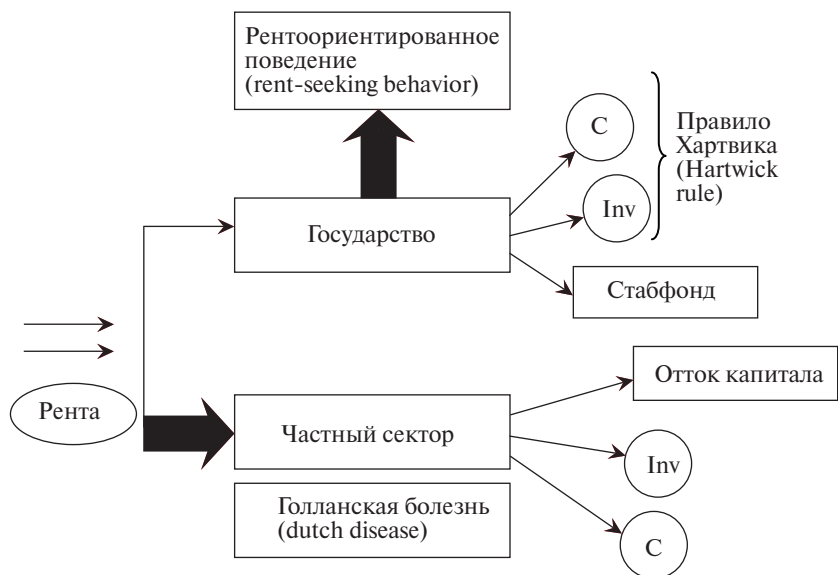 Рентоориентированное
поведение
(rent-seeking behavior)
C
Правило
Хартвика
(Hartwick
rule)
Inv
Государство
Стабфонд
Отток капитала
Рента
Частный сектор
Inv
Голланская болезнь
(dutch disease)
C